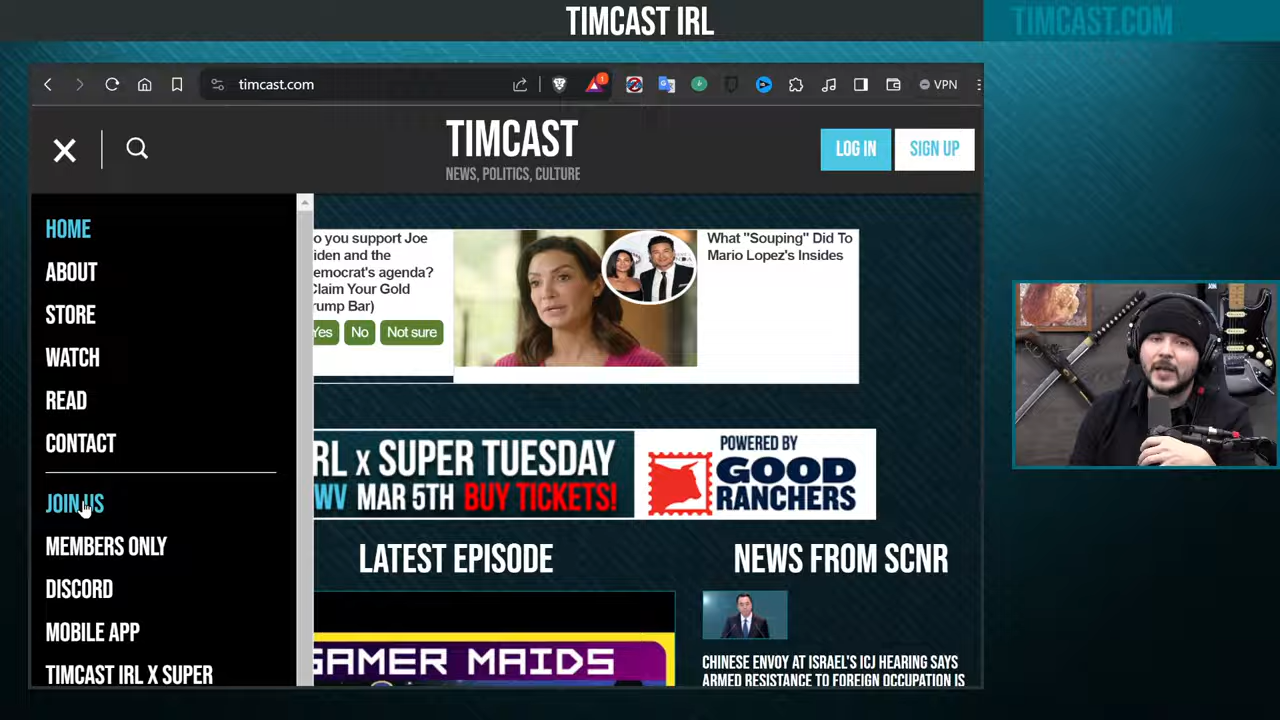 TIMCAST IRL
TIMCAST.COM
timcast.com
1
VPN
TIMCAST
NEWS, POLITICS, CULTURE
LOG IN
SIGN UP
HOME
ABOUT
STORE
WATCH
READ
CONTACT
JOIN US
MEMBERS ONLY
DISCORD
MOBILE APP
TIMCAST IRL X SUPER
o you support Joe
iden and the
emocrat's agenda?
Claim Your Gold
rump Bar)
Yes
No
Not sure
What "Souping" Did To
Mario Lopez's Insides
RL x SUPER TUESDAY
WV MAR 5TH BUY TICKETS!
POWERED BY
GOOD
RANCHERS
LATEST EPISODE
GAMER MAIDS
NEWS FROM SCNR
CHINESE ENVOY AT ISRAEL'S ICJ HEARING SAYS
ARMED RESISTANCE TO FOREIGN OCCUPATION IS